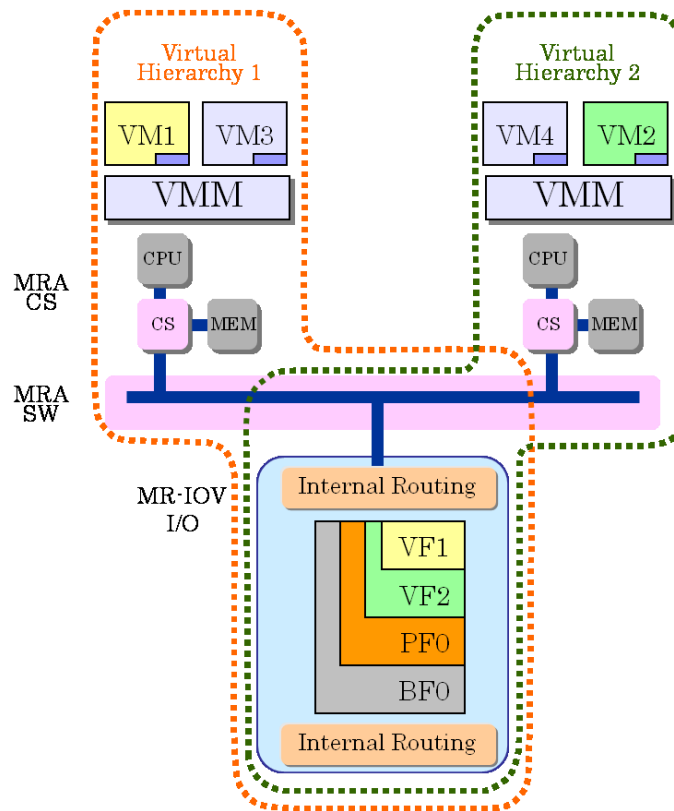 Virtual
Hierarchy 1
Virtual
Hierarchy 2
VM1
VM3
VM4
VM2
VMM
VMM
CPU
CPU
MRA
CS
CS
MEM
CS
MEM
MRA
SW
MR-IOV
I/O
Internal Routing
VF1
VF2
PF0
BF0
Internal Routing